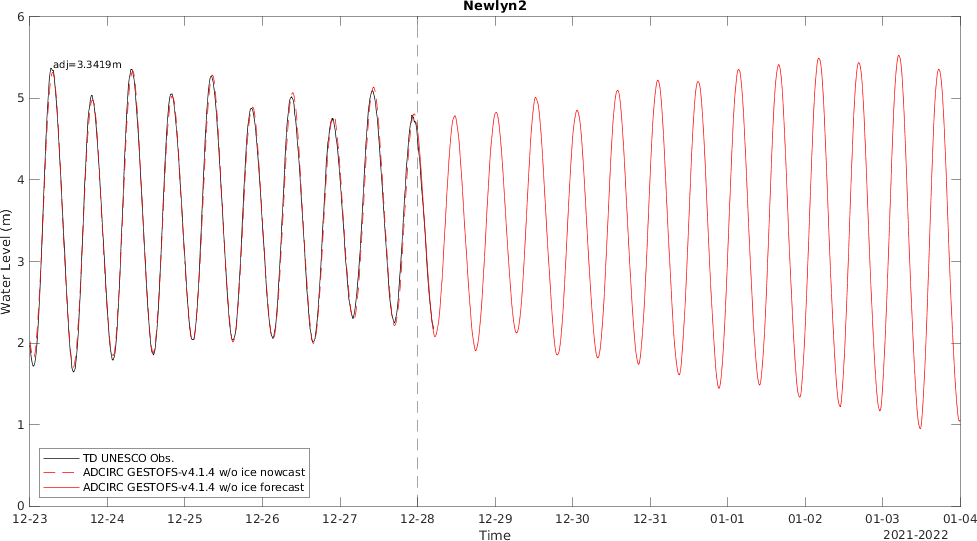 Newlyn2
6
5
4
3
2
1
0
Water Level (m)
adj=3.3419m
TD UNESCO Obs.
ADCIRC GESTOFS-v4.1.4 w/o ice nowcast
ADCIRC GESTOFS-v4.1.4 w/o ice forecast
12-23 12-24 12-25 12-26 12-27 12-28 12-29 12-30 12-31 01-01 01-02 01-03 01-04
Time
2021-2022